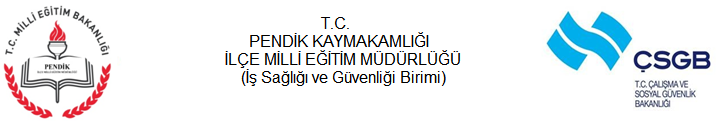 T.C. MİLLİ EĞİTİM BAKANLIĞI
PENDİK
T.C.
PENDİK KAYMAKAMLIĞI
İLÇE MİLLİ EĞİTİM MÜDÜRLÜĞÜ
(İş Sağlığı ve Güvenliği Birimi)
ÇSGB
T.C. ÇALIŞMA VE
SOSYAL GÜVENLİK
BAKANLIĞI